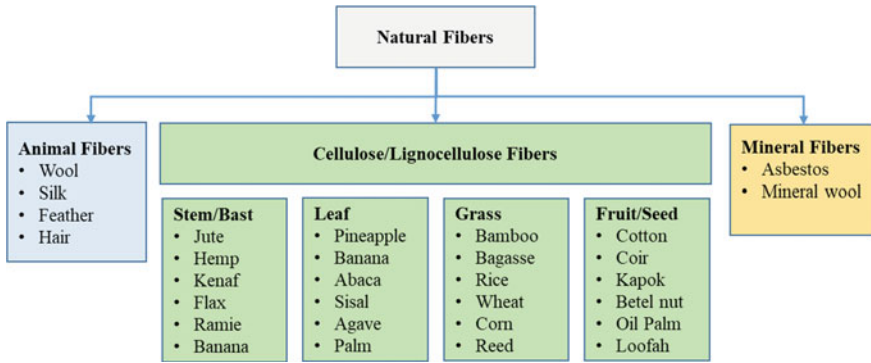 Natural Fibers
Animal Fibers
• Wool
• Silk
• Feather
• Hair
Cellulose/Lignocellulose Fibers
Stem/Bast
• Jute
• Hemp
• Kenaf
• Flax
• Ramie
• Banana
Leaf
• Pineapple
• Banana
• Abaca
• Sisal
• Agave
• Palm
Grass
• Bamboo
• Bagasse
• Rice
• Wheat
• Corn
• Reed
Fruit/Seed
• Cotton
• Coir
• Kapok
• Betel nut
• Oil Palm
• Loofah
Mineral Fibers
• Asbestos
• Mineral wool